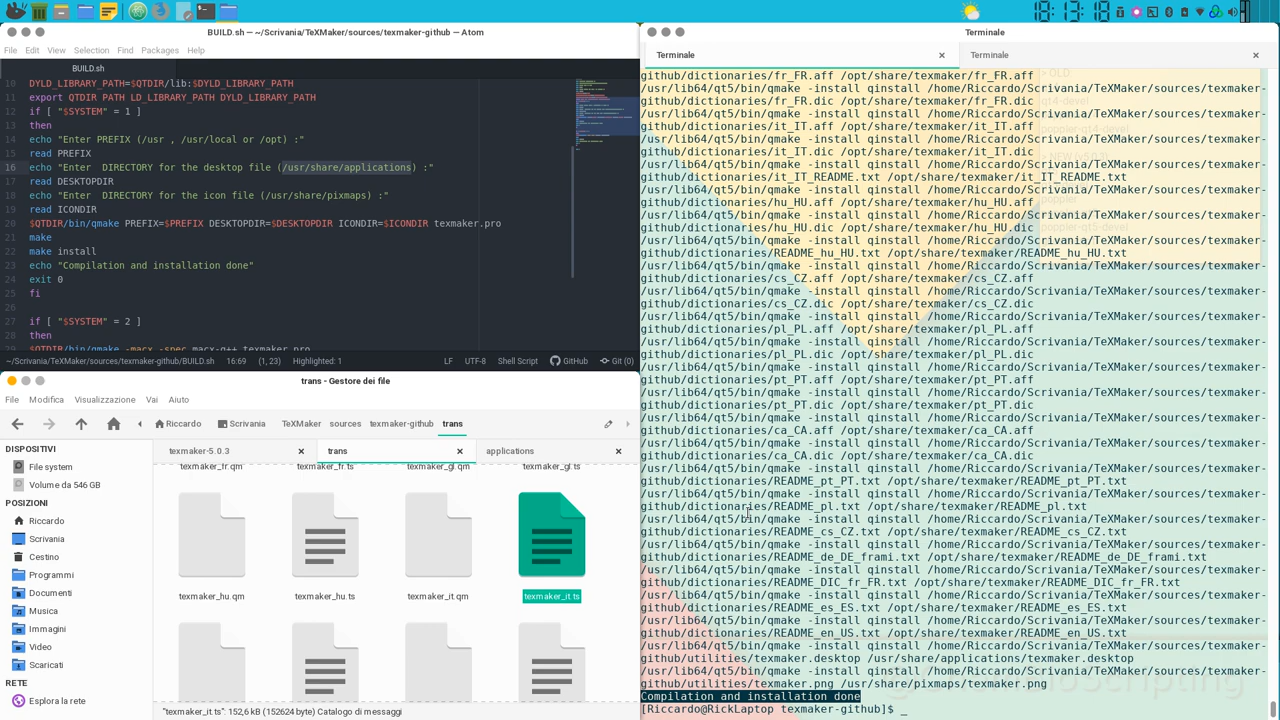 BUILD.sh — ~/Scrivania/TeXMaker/sources/texmaker-github — Atom
File Edit View Selection Find Packages Help
BUILD.sh
10 DYLD_LIBRARY_PATH=$QTDIR/lib:$DYLD_LIBRARY_PATH
11 export QTDIR PATH LD_LIBRARY_PATH DYLD_LIBRARY_PATH
12 if [ "$SYSTEM" = 1 ]
13 then
14 echo "Enter PREFIX (/usr, /usr/local or /opt) :"
15 read PREFIX
16 echo "Enter  DIRECTORY for the desktop file (/usr/share/applications) :"
17 read DESKTOPDIR
18 echo "Enter  DIRECTORY for the icon file (/usr/share/pixmaps) :"
19 read ICONDIR
20 $QTDIR/bin/qmake PREFIX=$PREFIX DESKTOPDIR=$DESKTOPDIR ICONDIR=$ICONDIR texmaker.pro
21 make
22 make install
23 echo "Compilation and installation done"
24 exit 0
25 fi
26
27 if [ "$SYSTEM" = 2 ]
28 then
29 $QTDIR/bin/qmake -macx -spec macx-g++ texmaker.pro
~/Scrivania/TeXMaker/sources/texmaker-github/BUILD.sh 16:69 (1, 23) Highlighted: 1 LF UTF-8 Shell Script GitHub Git (0)
trans - Gestore dei file
File Modifica Visualizzazione Vai Aiuto
Riccardo Scrivania TeXMaker sources texmaker-github trans
DISPOSITIVI
File system
Volume da 546 GB
POSIZIONI
Riccardo
Scrivania
Cestino
Programmi
Documenti
Musica
Immagini
Video
Scaricati
RETE
Esplora la rete
texmaker-5.0.3 trans applications
texmaker_fr.qm texmaker_fr.ts texmaker_gl.qm texmaker_gl.ts
texmaker_hu.qm texmaker_hu.ts texmaker_it.qm texmaker_it.ts
"texmaker_it.ts": 152,6 kB (152624 byte) Catalogo di messaggi
Terminale
Terminale Terminale
github/dictionaries/fr_FR.aff /opt/share/texmaker/fr_FR.aff
/usr/lib64/qt5/bin/qmake -install qinstall /home/Riccardo/Scrivania/TeXMaker/sources/texmaker-
github/dictionaries/fr_FR.dic /opt/share/texmaker/fr_FR.dic
/usr/lib64/qt5/bin/qmake -install qinstall /home/Riccardo/Scrivania/TeXMaker/sources/texmaker-
github/dictionaries/it_IT.aff /opt/share/texmaker/it_IT.aff
/usr/lib64/qt5/bin/qmake -install qinstall /home/Riccardo/Scrivania/TeXMaker/sources/texmaker-
github/dictionaries/it_IT.dic /opt/share/texmaker/it_IT.dic
/usr/lib64/qt5/bin/qmake -install qinstall /home/Riccardo/Scrivania/TeXMaker/sources/texmaker-
github/dictionaries/it_IT_README.txt /opt/share/texmaker/it_IT_README.txt
/usr/lib64/qt5/bin/qmake -install qinstall /home/Riccardo/Scrivania/TeXMaker/sources/texmaker-
github/dictionaries/hu_HU.aff /opt/share/texmaker/hu_HU.aff
/usr/lib64/qt5/bin/qmake -install qinstall /home/Riccardo/Scrivania/TeXMaker/sources/texmaker-
github/dictionaries/hu_HU.dic /opt/share/texmaker/hu_HU.dic
/usr/lib64/qt5/bin/qmake -install qinstall /home/Riccardo/Scrivania/TeXMaker/sources/texmaker-
github/dictionaries/README_hu_HU.txt /opt/share/texmaker/README_hu_HU.txt
/usr/lib64/qt5/bin/qmake -install qinstall /home/Riccardo/Scrivania/TeXMaker/sources/texmaker-
github/dictionaries/cs_CZ.aff /opt/share/texmaker/cs_CZ.aff
/usr/lib64/qt5/bin/qmake -install qinstall /home/Riccardo/Scrivania/TeXMaker/sources/texmaker-
github/dictionaries/cs_CZ.dic /opt/share/texmaker/cs_CZ.dic
/usr/lib64/qt5/bin/qmake -install qinstall /home/Riccardo/Scrivania/TeXMaker/sources/texmaker-
github/dictionaries/pl_PL.aff /opt/share/texmaker/pl_PL.aff
/usr/lib64/qt5/bin/qmake -install qinstall /home/Riccardo/Scrivania/TeXMaker/sources/texmaker-
github/dictionaries/pl_PL.dic /opt/share/texmaker/pl_PL.dic
/usr/lib64/qt5/bin/qmake -install qinstall /home/Riccardo/Scrivania/TeXMaker/sources/texmaker-
github/dictionaries/pt_PT.aff /opt/share/texmaker/pt_PT.aff
/usr/lib64/qt5/bin/qmake -install qinstall /home/Riccardo/Scrivania/TeXMaker/sources/texmaker-
github/dictionaries/pt_PT.dic /opt/share/texmaker/pt_PT.dic
/usr/lib64/qt5/bin/qmake -install qinstall /home/Riccardo/Scrivania/TeXMaker/sources/texmaker-
github/dictionaries/ca_CA.aff /opt/share/texmaker/ca_CA.aff
/usr/lib64/qt5/bin/qmake -install qinstall /home/Riccardo/Scrivania/TeXMaker/sources/texmaker-
github/dictionaries/ca_CA.dic /opt/share/texmaker/ca_CA.dic
/usr/lib64/qt5/bin/qmake -install qinstall /home/Riccardo/Scrivania/TeXMaker/sources/texmaker-
github/dictionaries/README_pt_PT.txt /opt/share/texmaker/README_pt_PT.txt
/usr/lib64/qt5/bin/qmake -install qinstall /home/Riccardo/Scrivania/TeXMaker/sources/texmaker-
github/dictionaries/README_pl.txt /opt/share/texmaker/README_pl.txt
/usr/lib64/qt5/bin/qmake -install qinstall /home/Riccardo/Scrivania/TeXMaker/sources/texmaker-
github/dictionaries/README_cs_CZ.txt /opt/share/texmaker/README_cs_CZ.txt
/usr/lib64/qt5/bin/qmake -install qinstall /home/Riccardo/Scrivania/TeXMaker/sources/texmaker-
github/dictionaries/README_de_DE_frami.txt /opt/share/texmaker/README_de_DE_frami.txt
/usr/lib64/qt5/bin/qmake -install qinstall /home/Riccardo/Scrivania/TeXMaker/sources/texmaker-
github/dictionaries/README_DIC_fr_FR.txt /opt/share/texmaker/README_DIC_fr_FR.txt
/usr/lib64/qt5/bin/qmake -install qinstall /home/Riccardo/Scrivania/TeXMaker/sources/texmaker-
github/dictionaries/README_es_ES.txt /opt/share/texmaker/README_es_ES.txt
/usr/lib64/qt5/bin/qmake -install qinstall /home/Riccardo/Scrivania/TeXMaker/sources/texmaker-
github/dictionaries/README_en_US.txt /opt/share/texmaker/README_en_US.txt
/usr/lib64/qt5/bin/qmake -install qinstall /home/Riccardo/Scrivania/TeXMaker/sources/texmaker-
github/utilities/texmaker.desktop /usr/share/applications/texmaker.desktop
/usr/lib64/qt5/bin/qmake -install qinstall /home/Riccardo/Scrivania/TeXMaker/sources/texmaker-
github/utilities/texmaker.png /usr/share/pixmaps/texmaker.png
Compilation and installation done
[Riccardo@RickLaptop texmaker-github]$ _